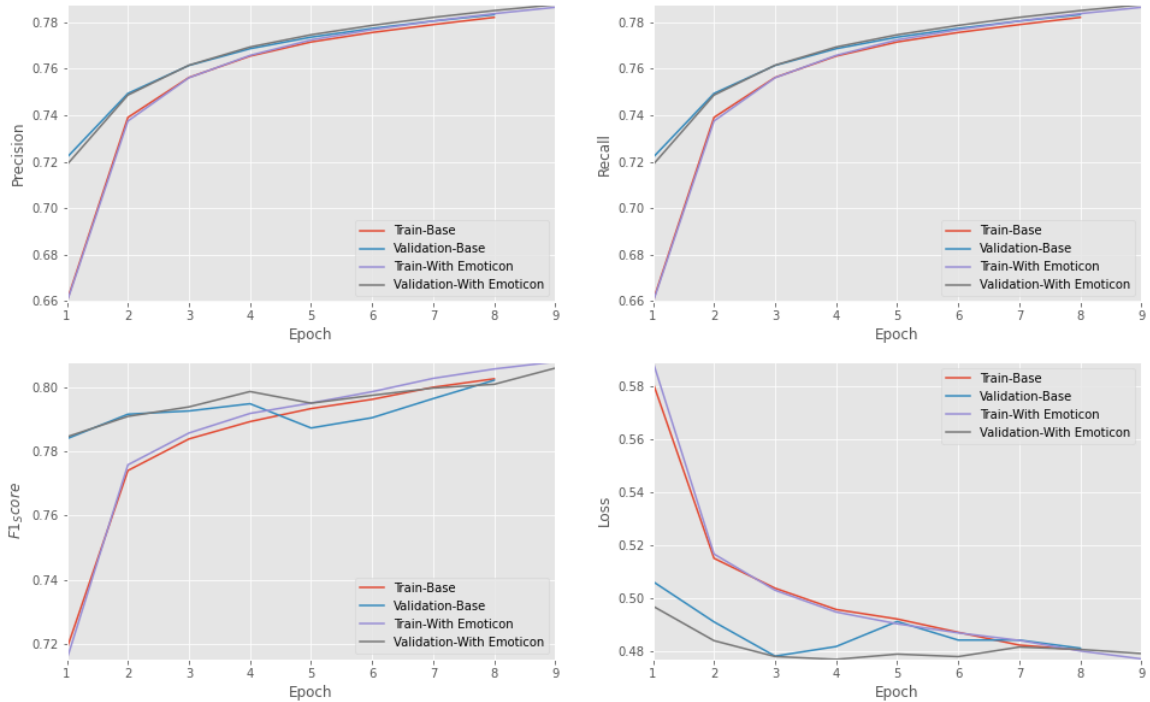 0.78
0.76
0.74
0.72
0.70
0.68
0.66
Precision
1 2 3 4 5 6 7 8 9
Epoch
Train-Base
Validation-Base
Train-With Emoticon
Validation-With Emoticon
0.78
0.76
0.74
0.72
0.70
0.68
0.66
Recall
1 2 3 4 5 6 7 8 9
Epoch
Train-Base
Validation-Base
Train-With Emoticon
Validation-With Emoticon
0.80
0.78
0.76
0.74
0.72
F1score
1 2 3 4 5 6 7 8 9
Epoch
Train-Base
Validation-Base
Train-With Emoticon
Validation-With Emoticon
0.58
0.56
0.54
0.52
0.50
0.48
Loss
1 2 3 4 5 6 7 8 9
Epoch
Train-Base
Validation-Base
Train-With Emoticon
Validation-With Emoticon